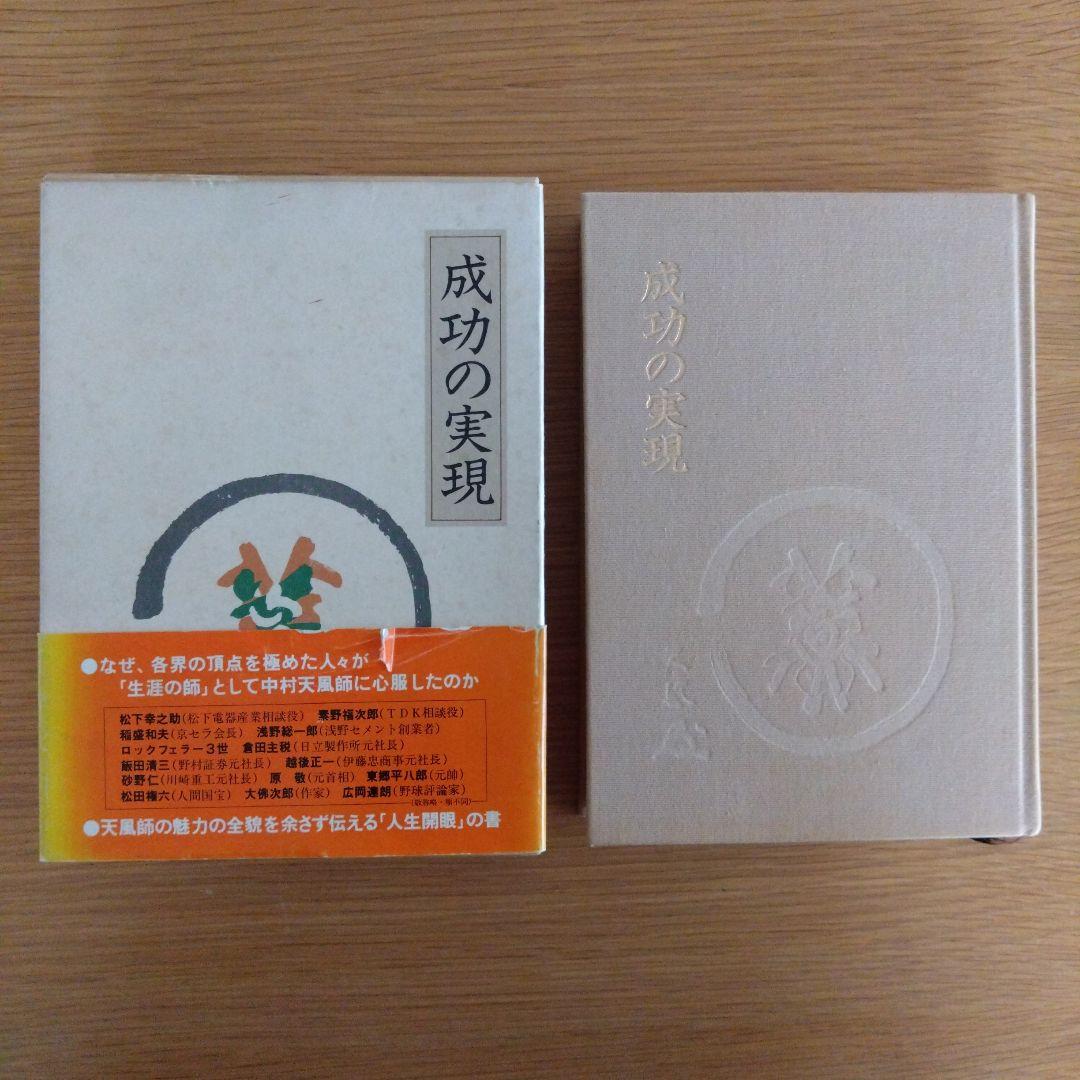 成功の実現
●なぜ、各界の頂点を極めた人々が
「生涯の師」として中村天風師に心服したのか
松下幸之助(松下電器産業相談役) 素野福次郎(TDK相談役)
稲盛和夫(京セラ会長) 浅野総一郎(浅野セメント創業者)
ロックフェラー3世 倉田主税(日立製作所元社長)
飯田清三(野村証券元社長) 越後正一(伊藤忠商事元社長)
砂野仁(川崎重工元社長) 原 敬(元首相) 東郷平八郎(元帥)
松田権六(人間国宝) 大佛次郎(作家) 広岡達朗(野球評論家)
(敬称略・順不同)
●天風師の魅力の全貌を余さず伝える「人生開眼」の書
成功の実現